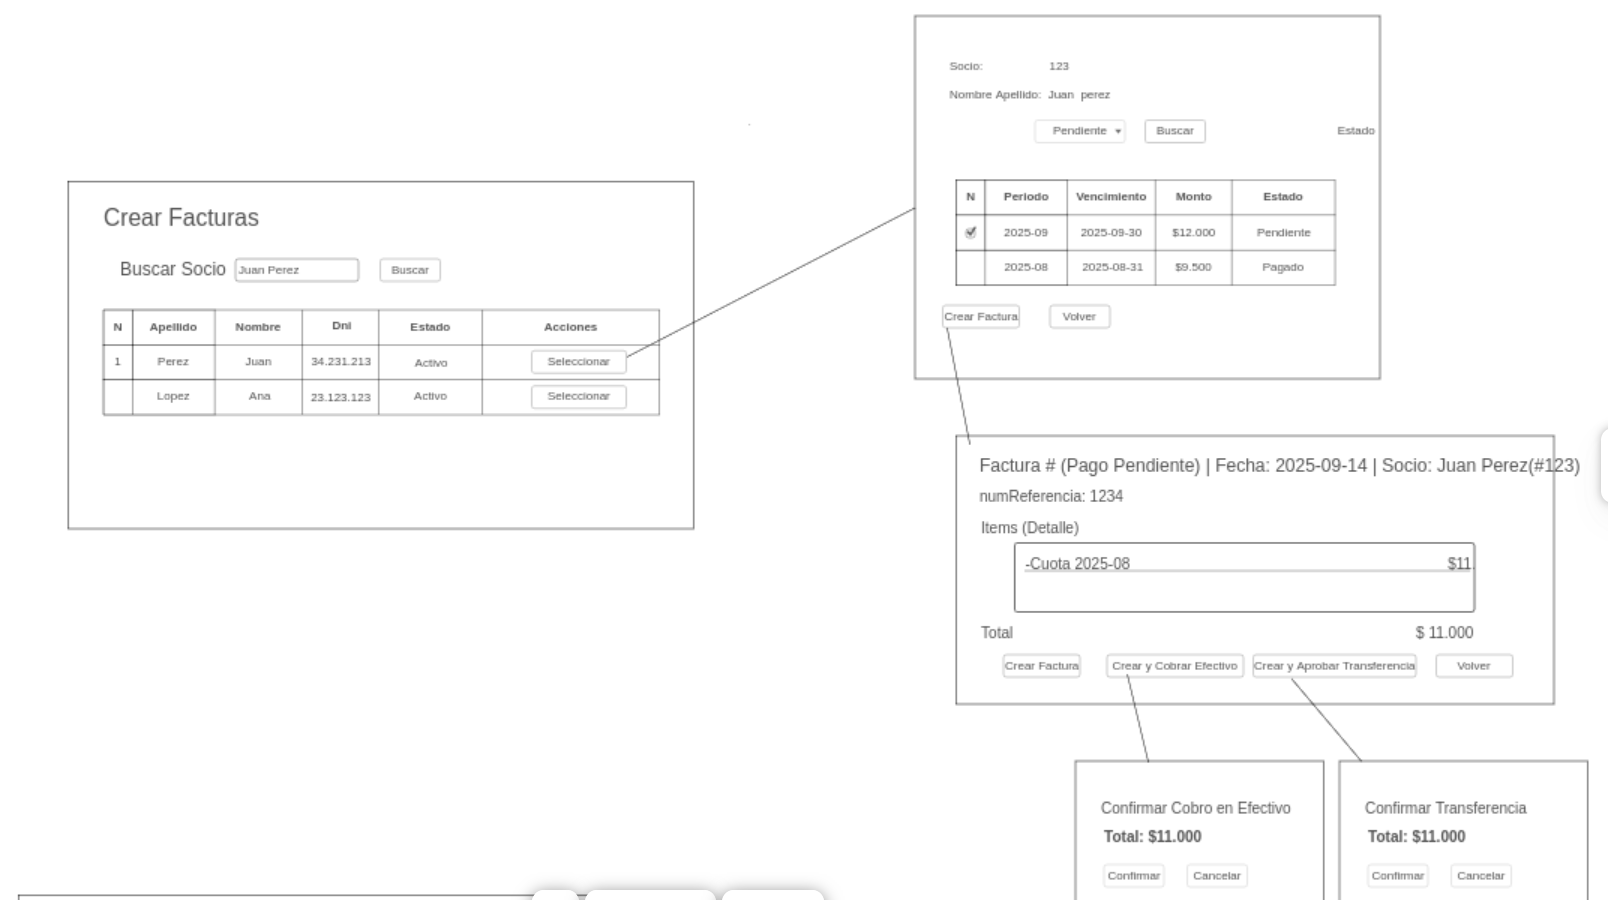 Crear Facturas
Buscar Socio Juan Perez Buscar
N Apellido Nombre Dni Estado Acciones
1 Perez Juan 34.231.213 Activo Seleccionar
Lopez Ana 23.123.123 Activo Seleccionar
Socio: 123
Nombre Apellido: Juan perez
Pendiente Buscar Estado
N Periodo Vencimiento Monto Estado
2025-09 2025-09-30 $12.000 Pendiente
2025-08 2025-08-31 $9.500 Pagado
Crear Factura Volver
Factura # (Pago Pendiente) | Fecha: 2025-09-14 | Socio: Juan Perez(#123)
numReferencia: 1234
Items (Detalle)
-Cuota 2025-08 $11.
Total $ 11.000
Crear Factura Crear y Cobrar Efectivo Crear y Aprobar Transferencia Volver
Confirmar Cobro en Efectivo
Total: $11.000
Confirmar Cancelar
Confirmar Transferencia
Total: $11.000
Confirmar Cancelar